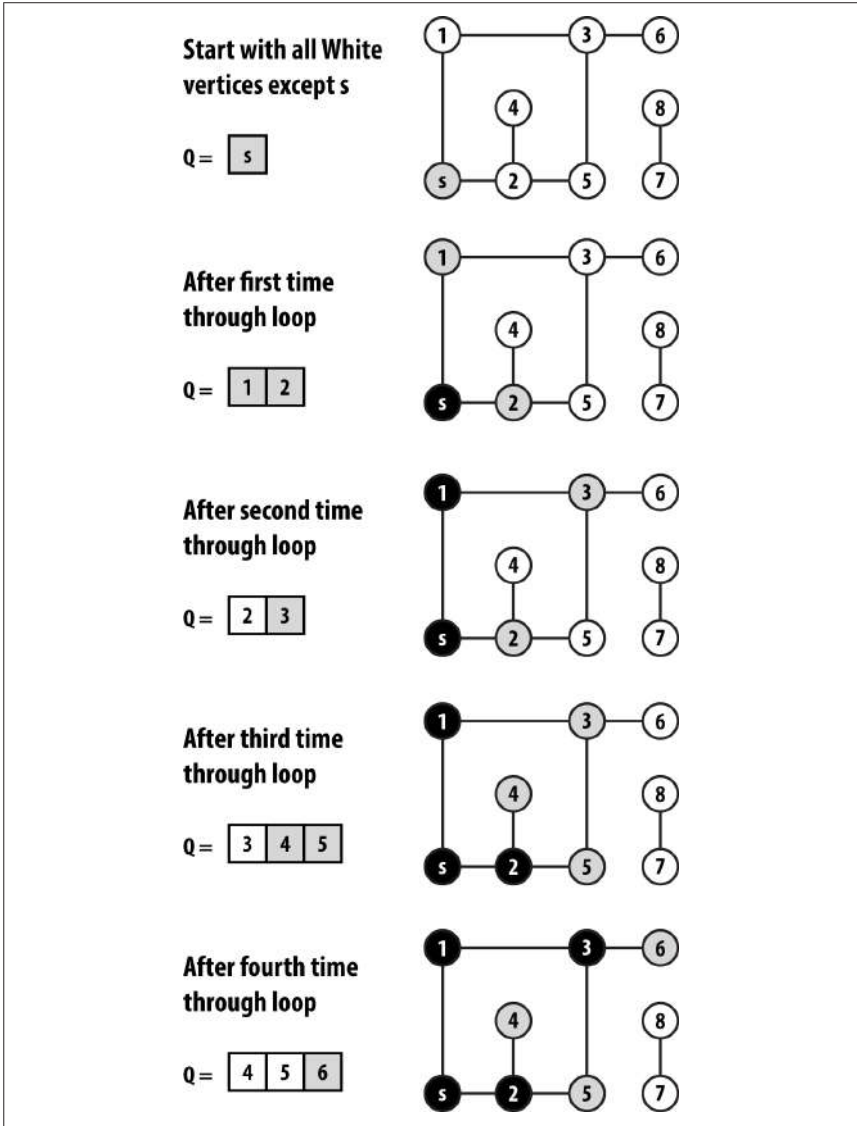 Start with all White
vertices except s
Q = s
1 3 6
4 8
s 2 5 7
After first time
through loop
Q = 1 2
1 3 6
4 8
s 2 5 7
After second time
through loop
Q = 2 3
1 3 6
4 8
s 2 5 7
After third time
through loop
Q = 3 4 5
1 3 6
4 8
s 2 5 7
After fourth time
through loop
Q = 4 5 6
1 3 6
4 8
s 2 5 7